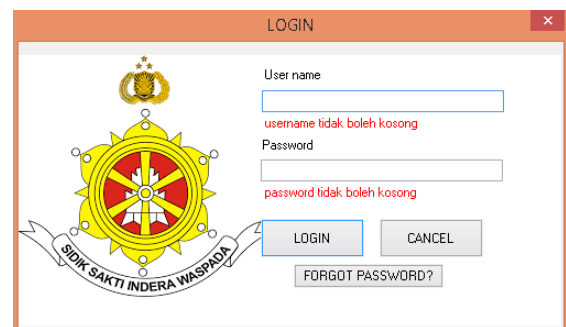 LOGIN
User name
username tidak boleh kosong
Password
password tidak boleh kosong
LOGIN CANCEL
FORGOT PASSWORD?
SIDIK SAKTI INDERA WASPADA